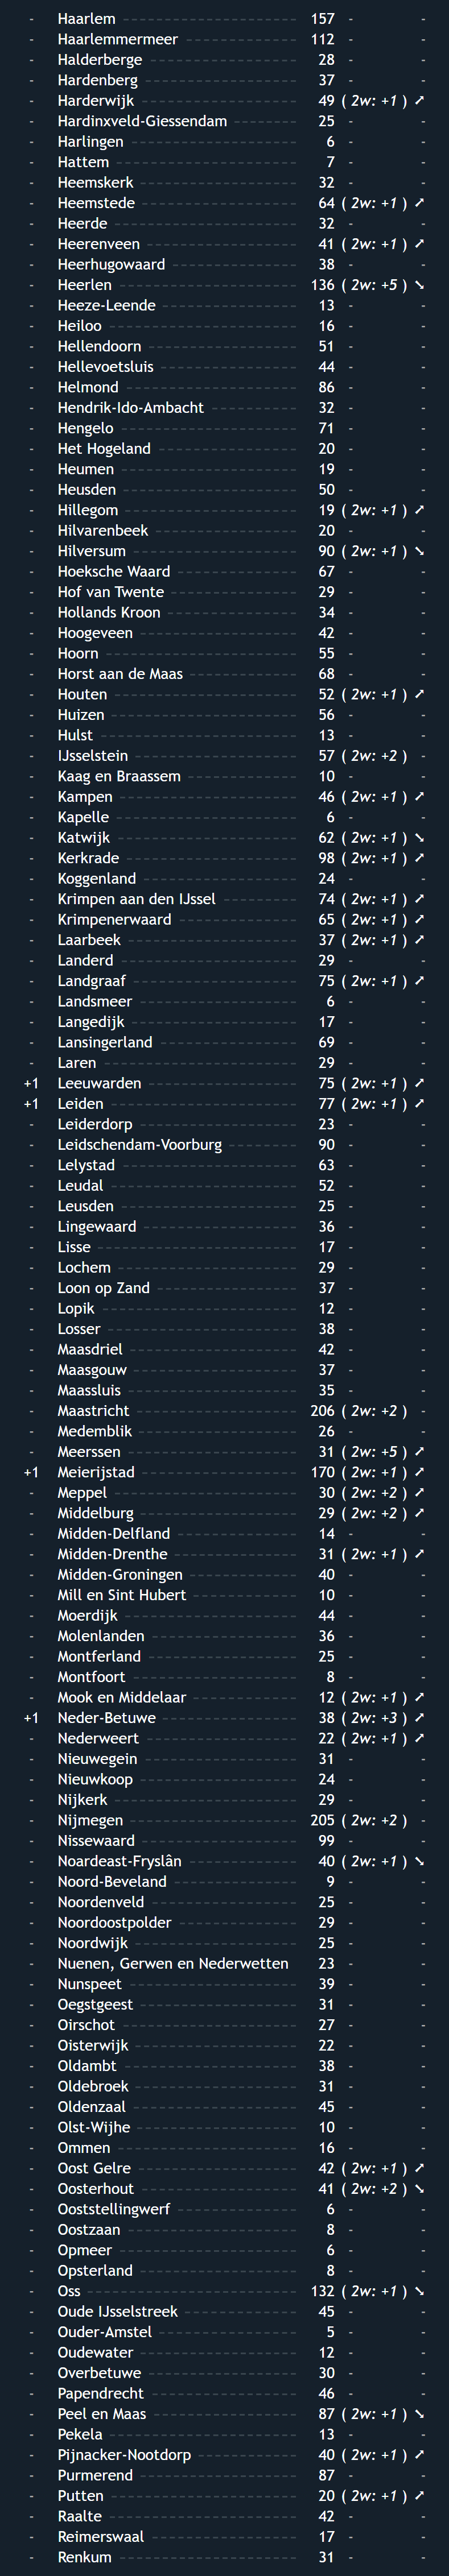 - Haarlem 157 - -
- Haarlemmermeer 112 - -
- Halderberge 28 - -
- Hardenberg 37 - -
- Harderwijk 49 ( 2w: +1 ) ➚
- Hardinxveld-Giessendam 25 - -
- Harlingen 6 - -
- Hattem 7 - -
- Heemskerk 32 - -
- Heemstede 64 ( 2w: +1 ) ➚
- Heerde 32 - -
- Heerenveen 41 ( 2w: +1 ) ➚
- Heerhugowaard 38 - -
- Heerlen 136 ( 2w: +5 ) ➘
- Heeze-Leende 13 - -
- Heiloo 16 - -
- Hellendoorn 51 - -
- Hellevoetsluis 44 - -
- Helmond 86 - -
- Hendrik-Ido-Ambacht 32 - -
- Hengelo 71 - -
- Het Hogeland 20 - -
- Heumen 19 - -
- Heusden 50 - -
- Hillegom 19 ( 2w: +1 ) ➚
- Hilvarenbeek 20 - -
- Hilversum 90 ( 2w: +1 ) ➘
- Hoeksche Waard 67 - -
- Hof van Twente 29 - -
- Hollands Kroon 34 - -
- Hoogeveen 42 - -
- Hoorn 55 - -
- Horst aan de Maas 68 - -
- Houten 52 ( 2w: +1 ) ➚
- Huizen 56 - -
- Hulst 13 - -
- IJsselstein 57 ( 2w: +2 ) -
- Kaag en Braassem 10 - -
- Kampen 46 ( 2w: +1 ) ➚
- Kapelle 6 - -
- Katwijk 62 ( 2w: +1 ) ➘
- Kerkrade 98 ( 2w: +1 ) ➚
- Koggenland 24 - -
- Krimpen aan den IJssel 74 ( 2w: +1 ) ➚
- Krimpenerwaard 65 ( 2w: +1 ) ➚
- Laarbeek 37 ( 2w: +1 ) ➚
- Landerd 29 - -
- Landgraaf 75 ( 2w: +1 ) ➚
- Landsmeer 6 - -
- Langedijk 17 - -
- Lansingerland 69 - -
- Laren 29 - -
+1 Leeuwarden 75 ( 2w: +1 ) ➚
+1 Leiden 77 ( 2w: +1 ) ➚
- Leiderdorp 23 - -
- Leidschendam-Voorburg 90 - -
- Lelystad 63 - -
- Leudal 52 - -
- Leusden 25 - -
- Lingewaard 36 - -
- Lisse 17 - -
- Lochem 29 - -
- Loon op Zand 37 - -
- Lopik 12 - -
- Losser 38 - -
- Maasdriel 42 - -
- Maasgouw 37 - -
- Maassluis 35 - -
- Maastricht 206 ( 2w: +2 ) -
- Medemblik 26 - -
- Meerssen 31 ( 2w: +5 ) ➚
+1 Meierijstad 170 ( 2w: +1 ) ➚
- Meppel 30 ( 2w: +2 ) ➚
- Middelburg 29 ( 2w: +2 ) ➚
- Midden-Delfland 14 - -
- Midden-Drenthe 31 ( 2w: +1 ) ➚
- Midden-Groningen 40 - -
- Mill en Sint Hubert 10 - -
- Moerdijk 44 - -
- Molenlanden 36 - -
- Montferland 25 - -
- Montfoort 8 - -
- Mook en Middelaar 12 ( 2w: +1 ) ➚
+1 Neder-Betuwe 38 ( 2w: +3 ) ➚
- Nederweert 22 ( 2w: +1 ) ➚
- Nieuwegein 31 - -
- Nieuwkoop 24 - -
- Nijkerk 29 - -
- Nijmegen 205 ( 2w: +2 ) -
- Nissewaard 99 - -
- Noardeast-Fryslân 40 ( 2w: +1 ) ➘
- Noord-Beveland 9 - -
- Noordenveld 25 - -
- Noordoostpolder 29 - -
- Noordwijk 25 - -
- Nuenen, Gerwen en Nederwetten 23 - -
- Nunspeet 39 - -
- Oegstgeest 31 - -
- Oirschot 27 - -
- Oisterwijk 22 - -
- Oldambt 38 - -
- Oldebroek 31 - -
- Oldenzaal 45 - -
- Olst-Wijhe 10 - -
- Ommen 16 - -
- Oost Gelre 42 ( 2w: +1 ) ➚
- Oosterhout 41 ( 2w: +2 ) ➘
- Ooststellingwerf 6 - -
- Oostzaan 8 - -
- Opmeer 6 - -
- Opsterland 8 - -
- Oss 132 ( 2w: +1 ) ➘
- Oude IJsselstreek 45 - -
- Ouder-Amstel 5 - -
- Oudewater 12 - -
- Overbetuwe 30 - -
- Papendrecht 46 - -
- Peel en Maas 87 ( 2w: +1 ) ➘
- Pekela 13 - -
- Pijnacker-Nootdorp 40 ( 2w: +1 ) ➚
- Purmerend 87 - -
- Putten 20 ( 2w: +1 ) ➚
- Raalte 42 - -
- Reimerswaal 17 - -
- Renkum 31 - -